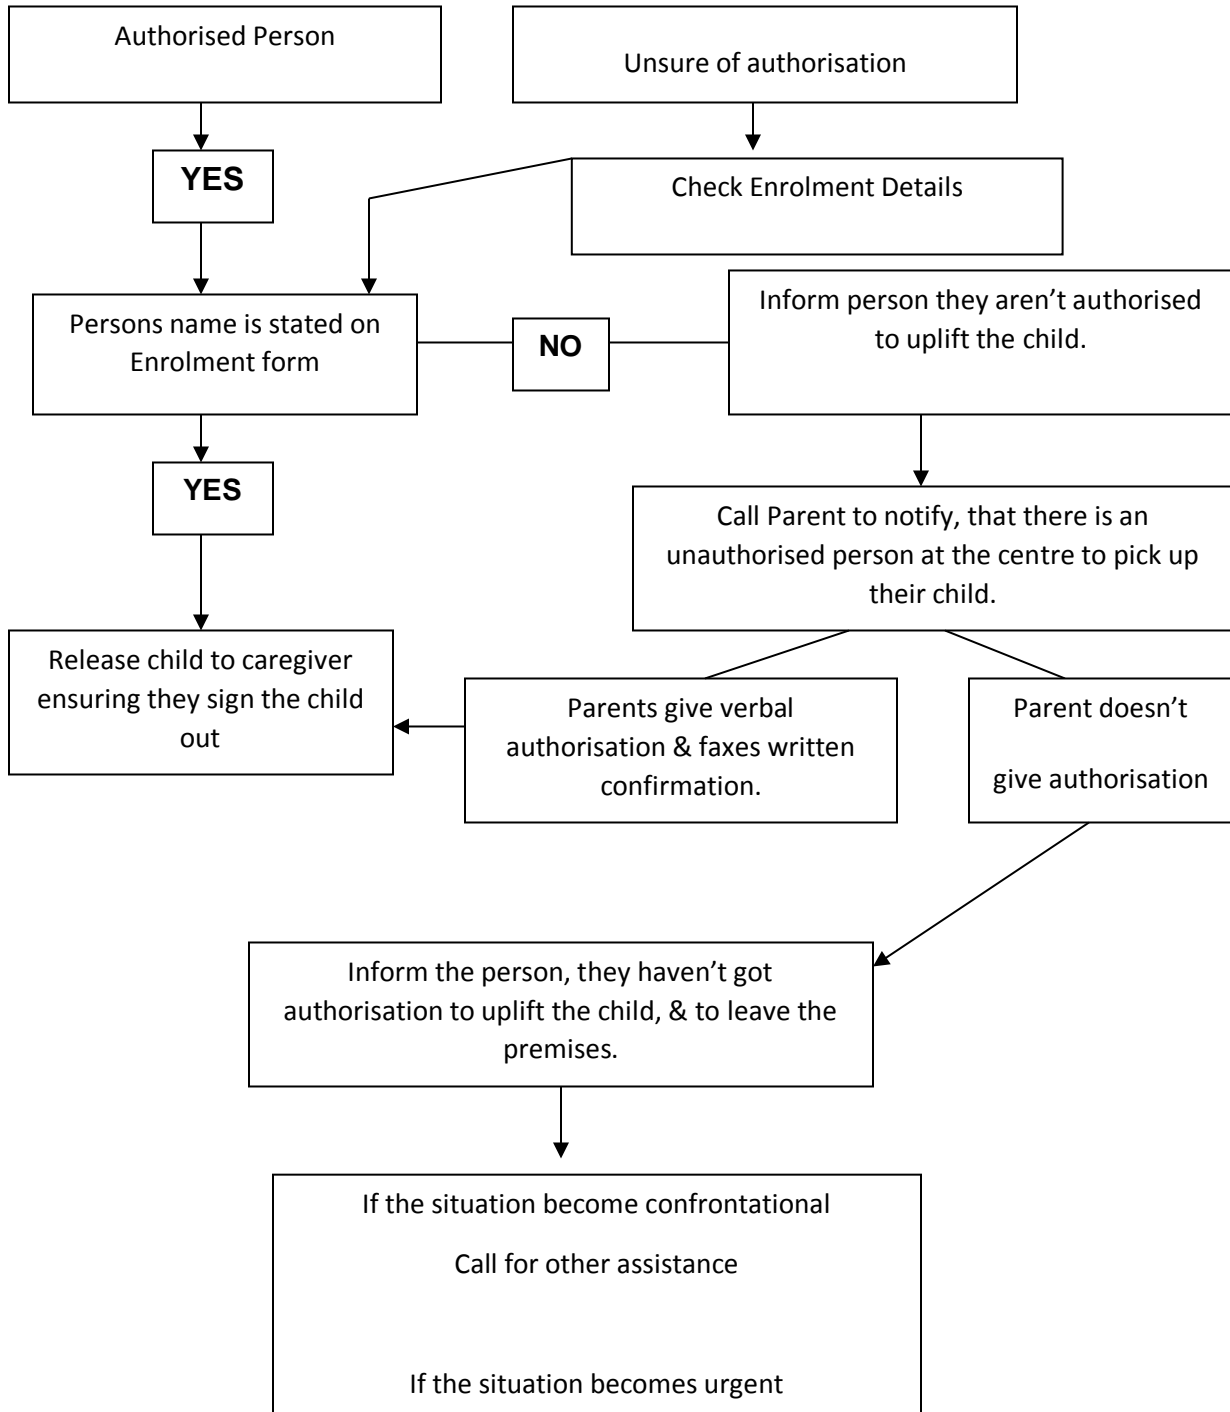 Authorised Person
Unsure of authorisation
YES
Check Enrolment Details
Persons name is stated on
Enrolment form
NO
Inform person they aren’t authorised
to uplift the child.
YES
Call Parent to notify, that there is an
unauthorised person at the centre to pick up
their child.
Release child to caregiver
ensuring they sign the child
out
Parents give verbal
authorisation & faxes written
confirmation.
Parent doesn’t
give authorisation
Inform the person, they haven’t got
authorisation to uplift the child, & to leave the
premises.
If the situation become confrontational
Call for other assistance
If the situation becomes urgent